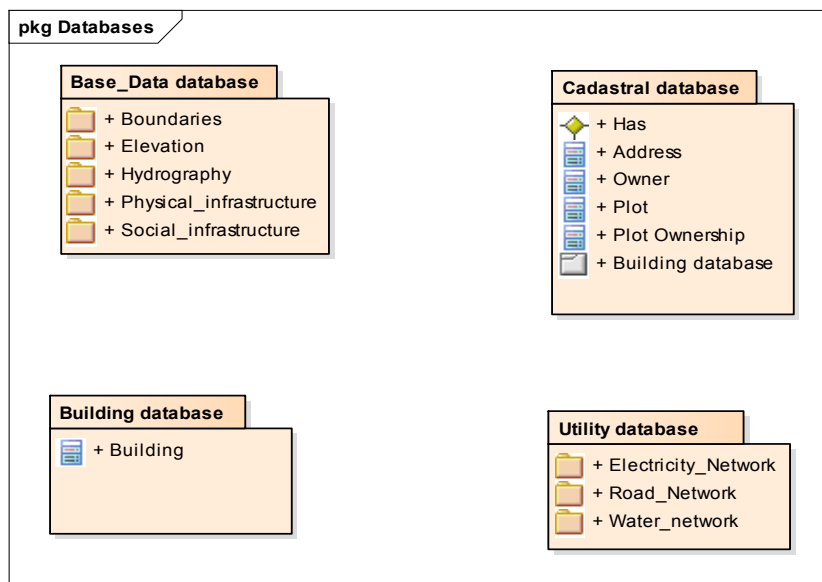 pkg Databases
Base_Data database
+ Boundaries
+ Elevation
+ Hydrography
+ Physical_infrastructure
+ Social_infrastructure
Cadastral database
+ Has
+ Address
+ Owner
+ Plot
+ Plot Ownership
+ Building database
Building database
+ Building
Utility database
+ Electricity_Network
+ Road_Network
+ Water_network